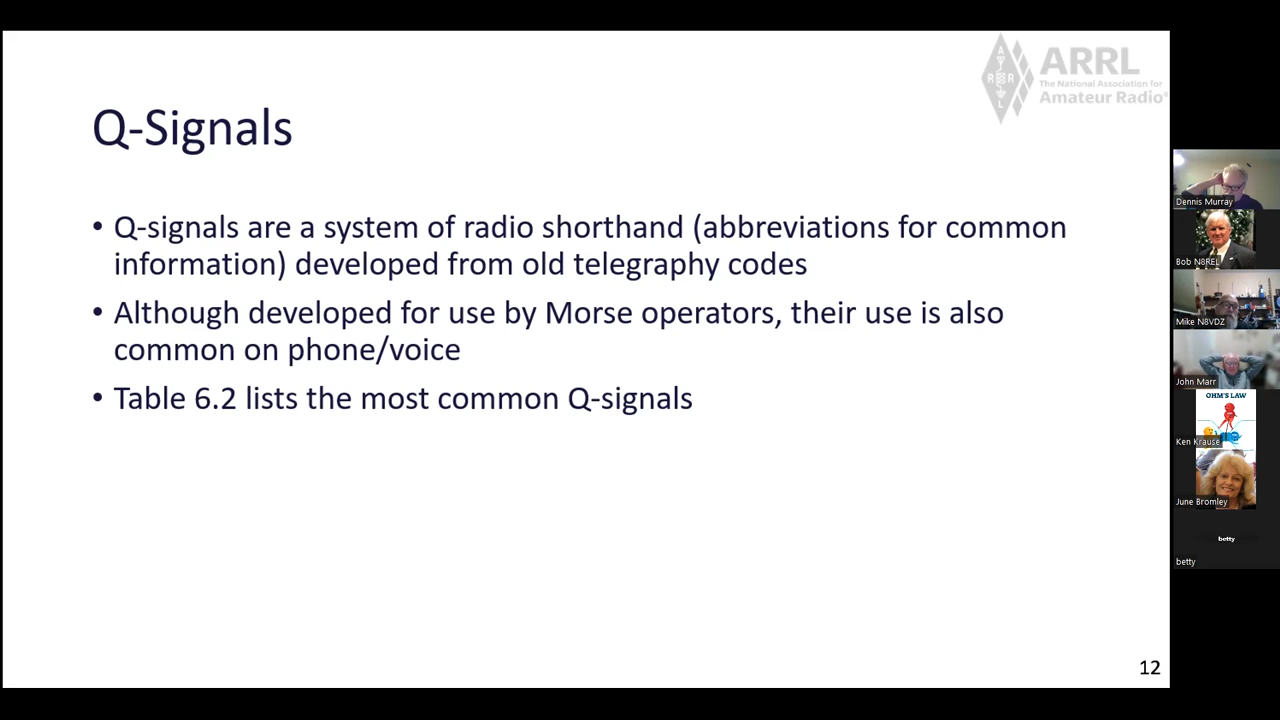 ARRL
The National Association for
Amateur Radio®
Q-Signals
• Q-signals are a system of radio shorthand (abbreviations for common
information) developed from old telegraphy codes
• Although developed for use by Morse operators, their use is also
common on phone/voice
• Table 6.2 lists the most common Q-signals
12
Dennis Murray
Bob N8REL
Mike N8VDZ
John Marr
OHM'S LAW
Ken Krause
June Bromley
betty
betty